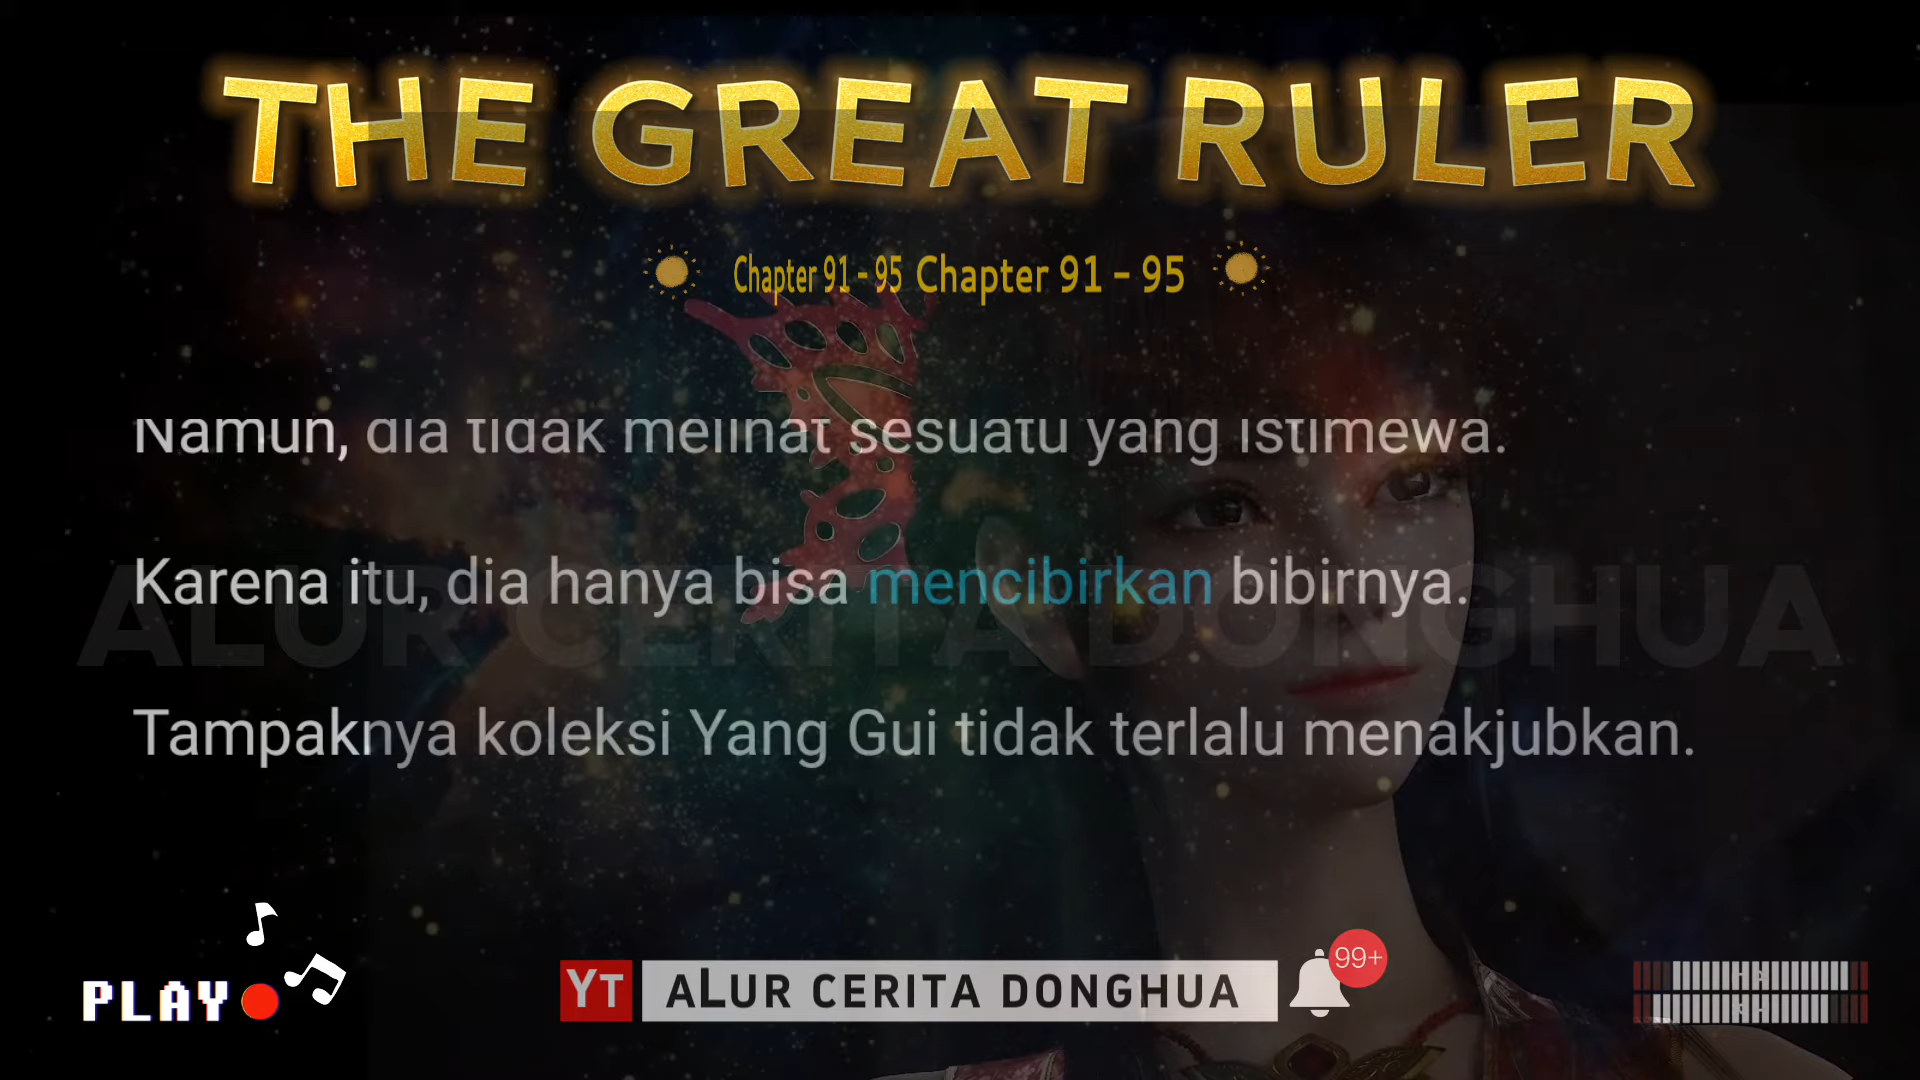 THE GREAT RULER
Chapter 91 - 95 Chapter 91 - 95
Namun, dia tidak melihat sesuatu yang istimewa.
Karena itu, dia hanya bisa mencibirkan bibirnya.
ALUR CERITA DONGHUA
Tampaknya koleksi Yang Gui tidak terlalu menakjubkan.
PLAY
YT ALUR CERITA DONGHUA 99+